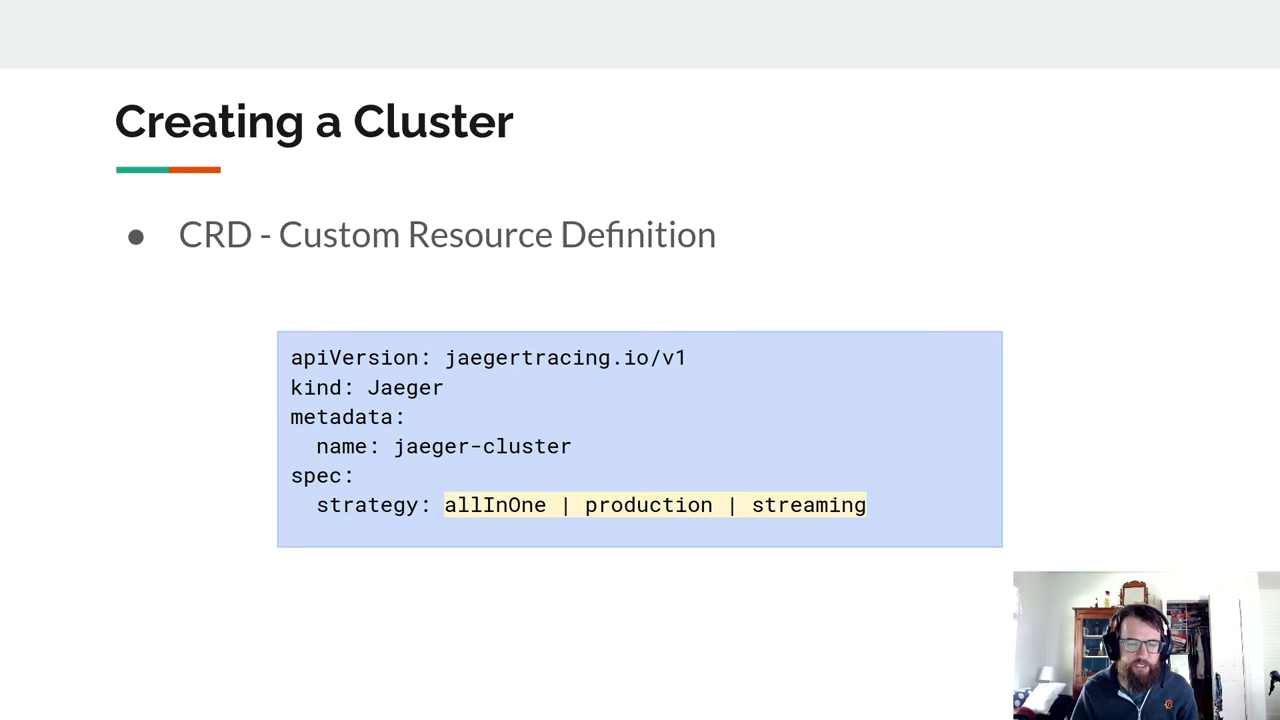 Creating a Cluster
● CRD - Custom Resource Definition
apiVersion: jaegertracing.io/v1
kind: Jaeger
metadata:
  name: jaeger-cluster
spec:
  strategy: allInOne | production | streaming